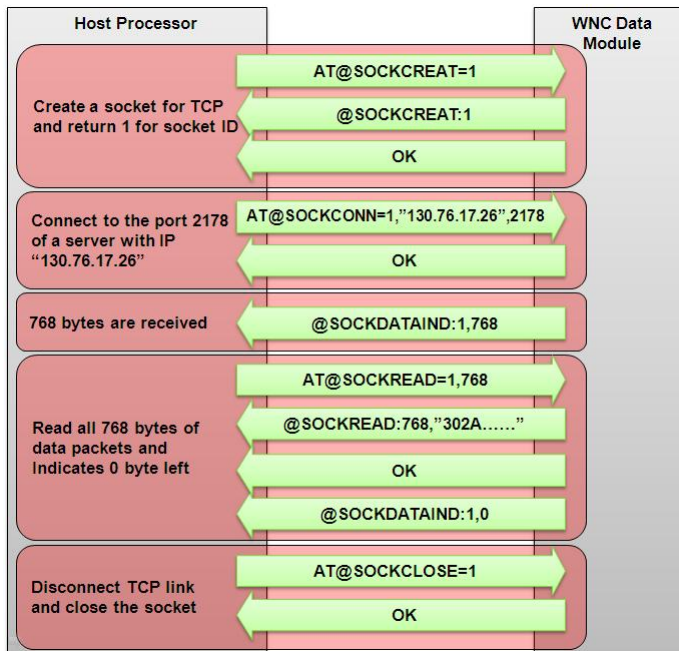 Host Processor
WNC Data
Module
AT@SOCKCREAT=1
Create a socket for TCP
and return 1 for socket ID
@SOCKCREAT:1
OK
Connect to the port 2178
of a server with IP
“130.76.17.26”
AT@SOCKCONN=1,”130.76.17.26”,2178
OK
768 bytes are received
@SOCKDATAIND:1,768
AT@SOCKREAD=1,768
Read all 768 bytes of
data packets and
Indicates 0 byte left
@SOCKREAD:768,”302A……”
OK
@SOCKDATAIND:1,0
Disconnect TCP link
and close the socket
AT@SOCKCLOSE=1
OK